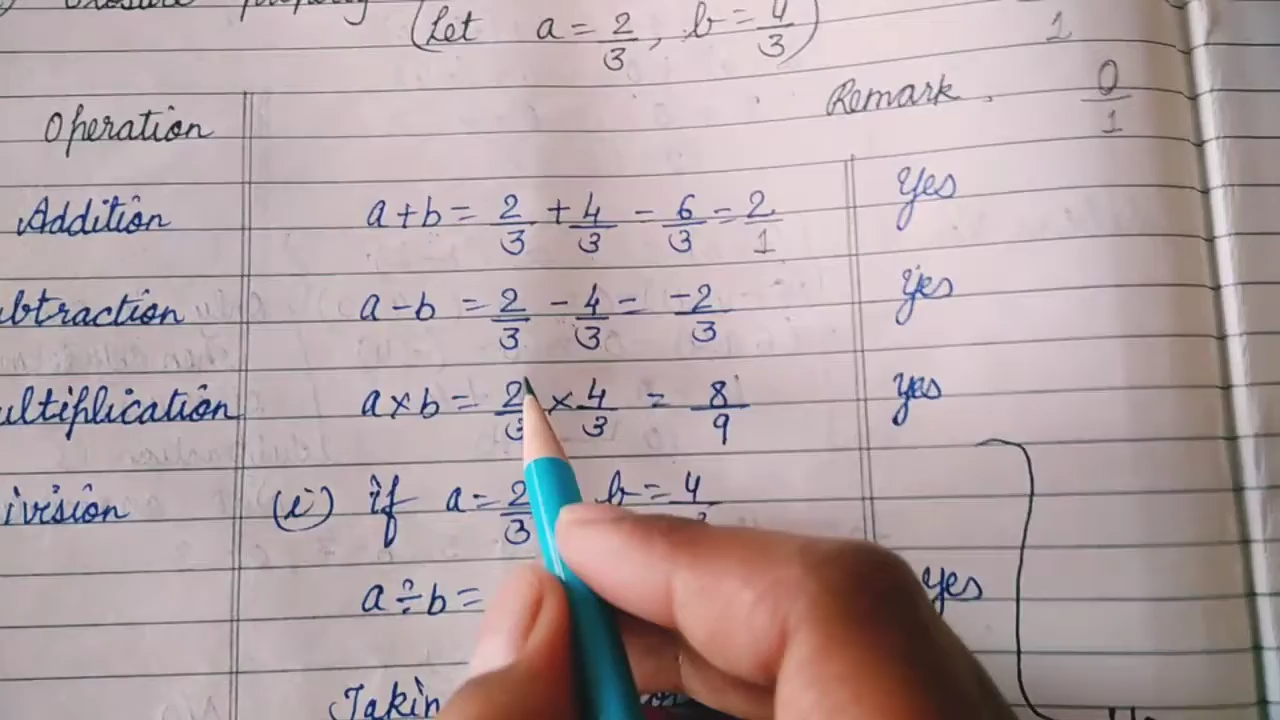 (Let a = 2/3, b = 4/3) 1
Operation Remark. 0/1
Addition a + b = 2/3 + 4/3 = 6/3 = 2/1 Yes
btraction a - b = 2/3 - 4/3 = -2/3 Yes
ultiplication a × b = 2/3 × 4/3 = 8/9 yes
ivision (i) if a = 2/3 b = 4
a ÷ b = yes
Takin